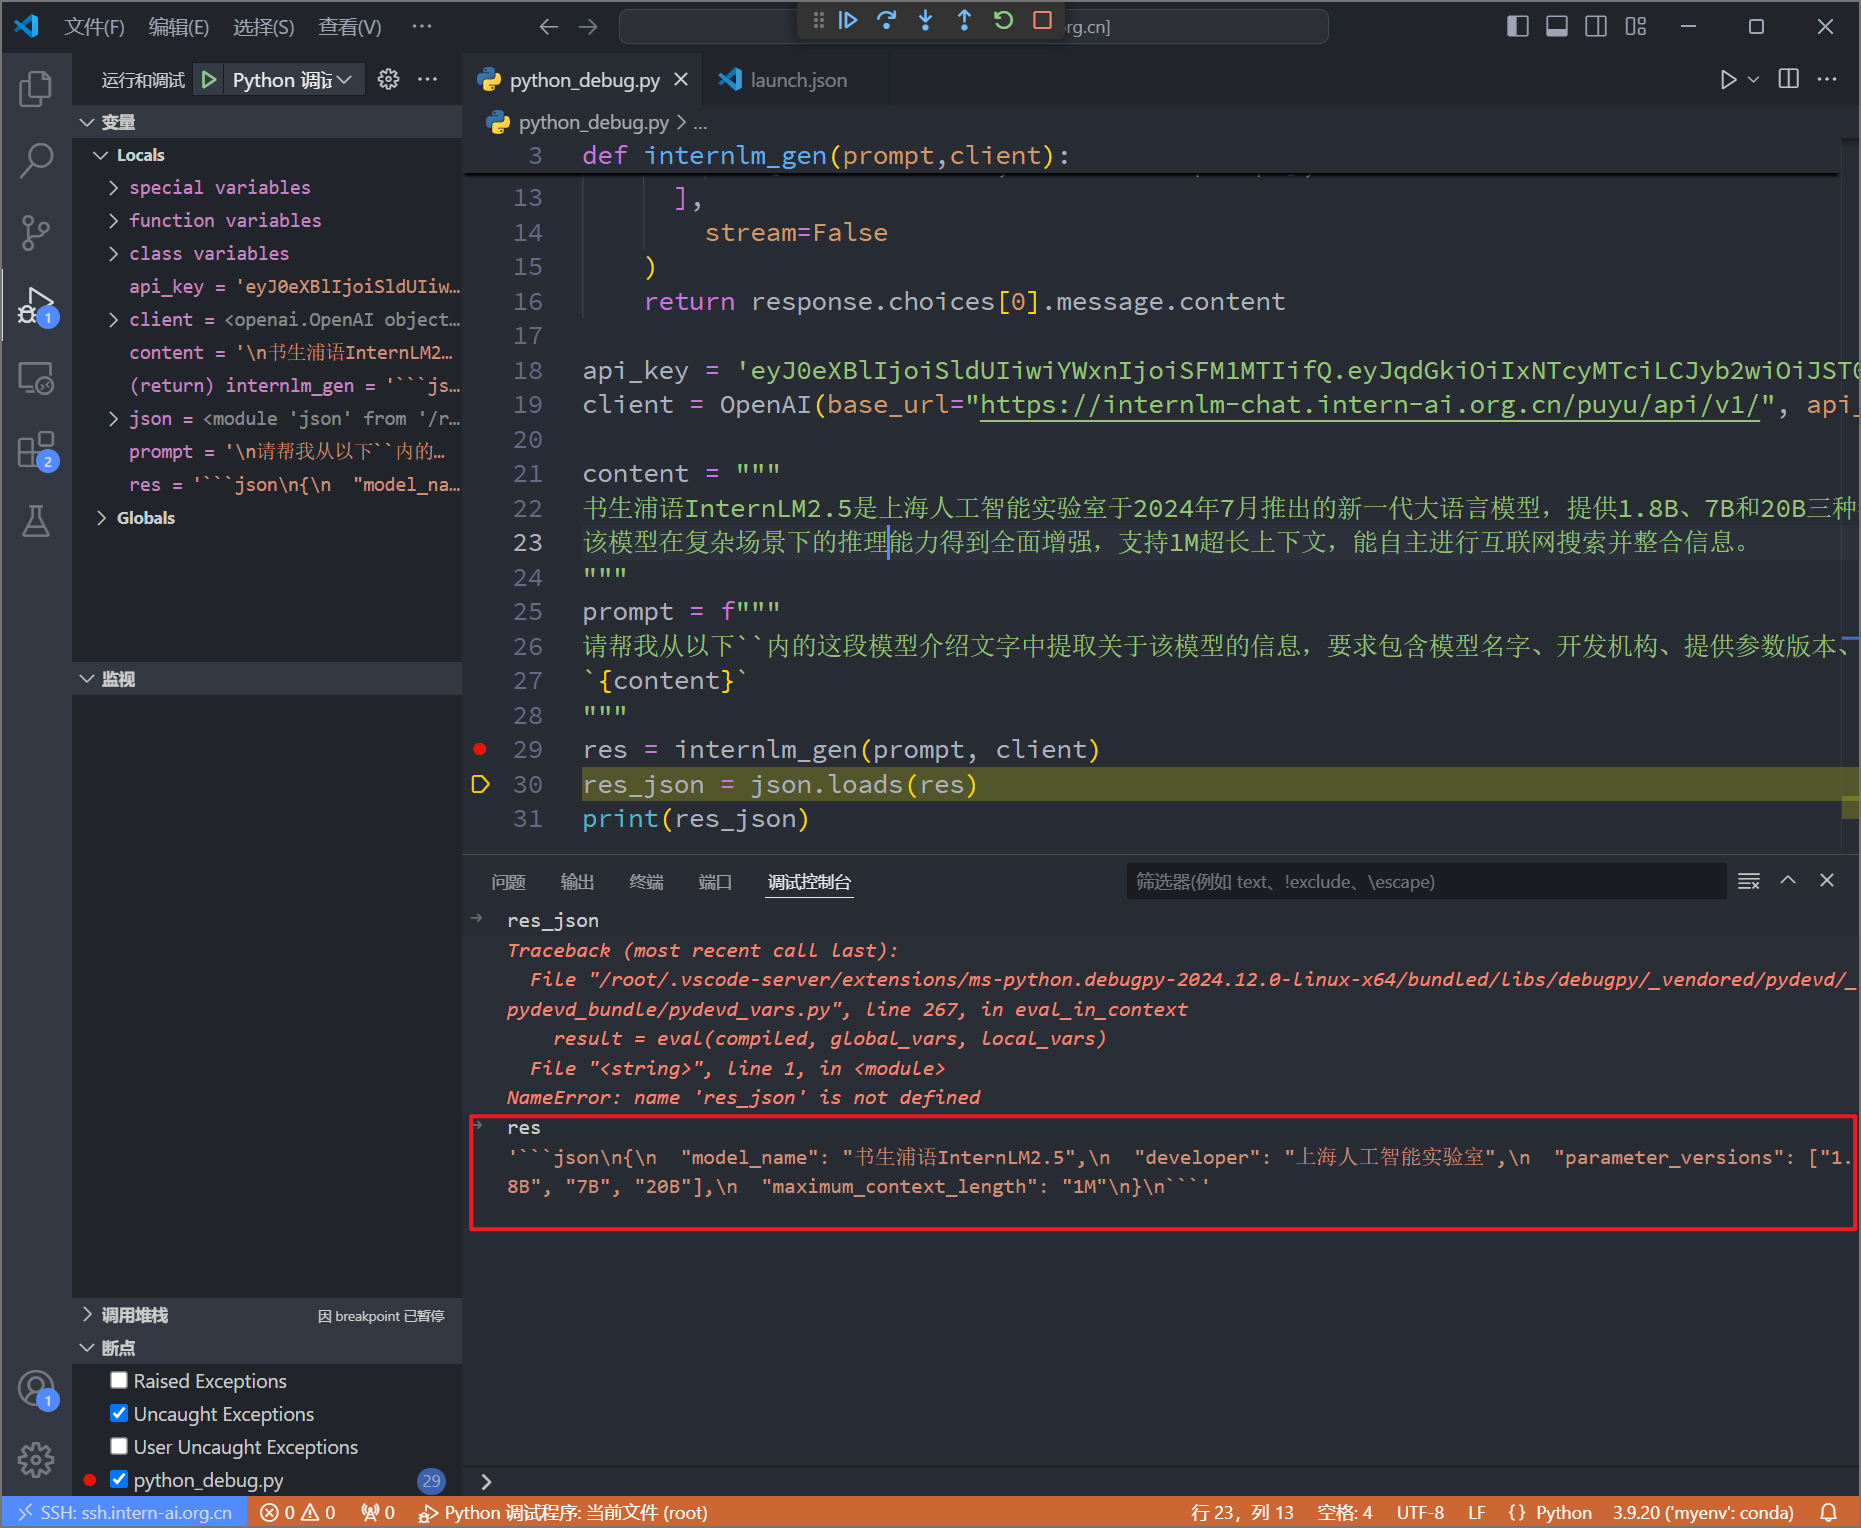 文件(F) 编辑(E) 选择(S) 查看(V) ··· rg.cn]
运行和调试 Python 调试
python_debug.py launch.json
变量
python_debug.py > ...
Locals
special variables
function variables
class variables
api_key = 'eyJ0eXBlIjoiSldUIiw...
client = <openai.OpenAI object...
content = '\n书生浦语InternLM2...
(return) internlm_gen = '```js...
json = <module 'json' from '/r...
prompt = '\n请帮我从以下``内的...
res = '```json\n{\n  "model_na...
Globals
监视
调用堆栈 因 breakpoint 已暂停
断点
Raised Exceptions
Uncaught Exceptions
User Uncaught Exceptions
python_debug.py 29
3 def internlm_gen(prompt,client):
13 ],
14 stream=False
15 )
16 return response.choices[0].message.content
17
18 api_key = 'eyJ0eXBlIjoiSldUIiwiYWxnIjoiSFM1MTIifQ.eyJqdGkiOiIxNTcyMTciLCJyb2wiOiJST
19 client = OpenAI(base_url="https://internlm-chat.intern-ai.org.cn/puyu/api/v1/", api_
20
21 content = """
22 书生浦语InternLM2.5是上海人工智能实验室于2024年7月推出的新一代大语言模型，提供1.8B、7B和20B三种
23 该模型在复杂场景下的推理能力得到全面增强，支持1M超长上下文，能自主进行互联网搜索并整合信息。
24 """
25 prompt = f"""
26 请帮我从以下``内的这段模型介绍文字中提取关于该模型的信息，要求包含模型名字、开发机构、提供参数版本、
27 `{content}`
28 """
29 res = internlm_gen(prompt, client)
30 res_json = json.loads(res)
31 print(res_json)
问题 输出 终端 端口 调试控制台 筛选器(例如 text、!exclude、\escape)
res_json
Traceback (most recent call last):
File "/root/.vscode-server/extensions/ms-python.debugpy-2024.12.0-linux-x64/bundled/libs/debugpy/_vendored/pydevd/_
pydevd_bundle/pydevd_vars.py", line 267, in eval_in_context
result = eval(compiled, global_vars, local_vars)
File "<string>", line 1, in <module>
NameError: name 'res_json' is not defined
res
'```json\n{\n  "model_name": "书生浦语InternLM2.5",\n  "developer": "上海人工智能实验室",\n  "parameter_versions": ["1.
8B", "7B", "20B"],\n  "maximum_context_length": "1M"\n}\n```'
1
2
1
SSH: ssh.intern-ai.org.cn 0 0 0 Python 调试程序: 当前文件 (root) 行 23，列 13 空格: 4 UTF-8 LF {} Python 3.9.20 ('myenv': conda)